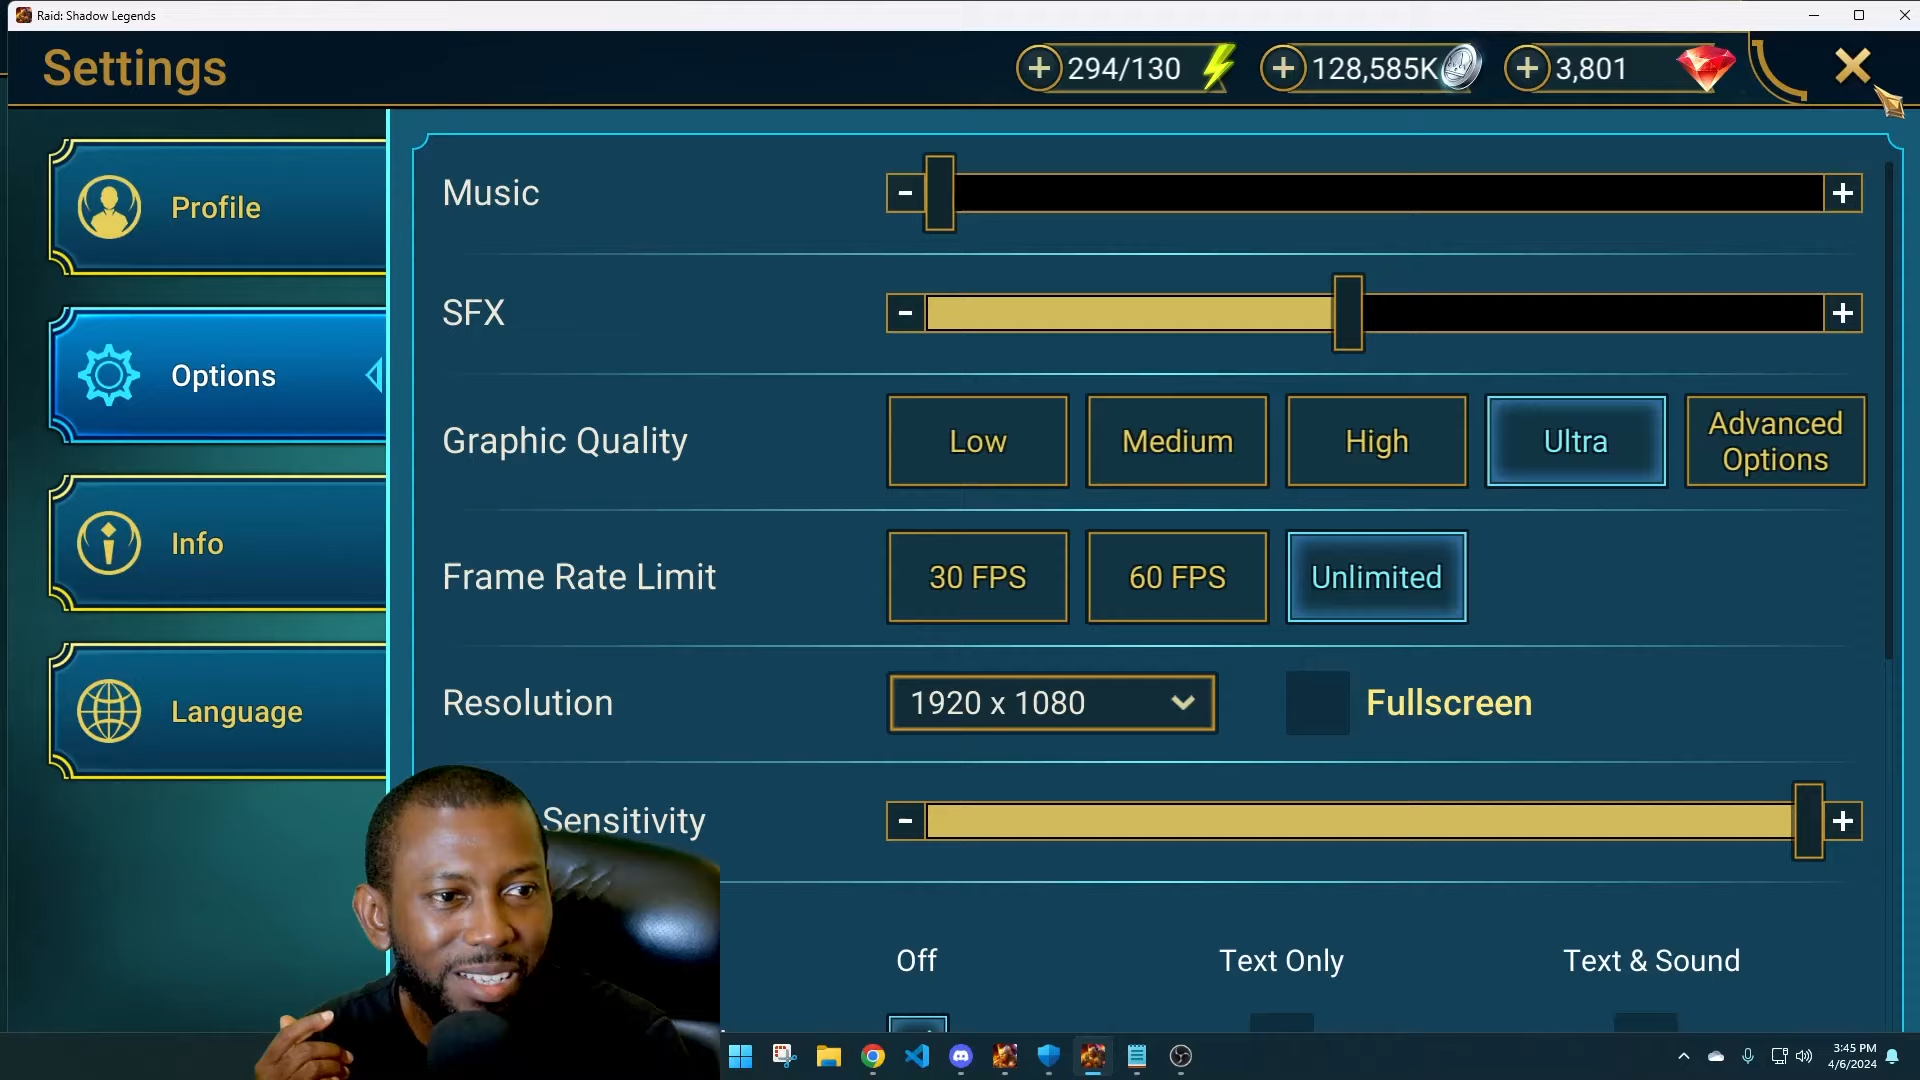 Raid: Shadow Legends
Settings
294/130
128,585K
3,801
Profile
Options
Info
Language
Music
SFX
Graphic Quality
Low
Medium
High
Ultra
Advanced
Options
Frame Rate Limit
30 FPS
60 FPS
Unlimited
Resolution
1920 x 1080
Fullscreen
Sensitivity
Off
Text Only
Text & Sound
3:45 PM
4/6/2024